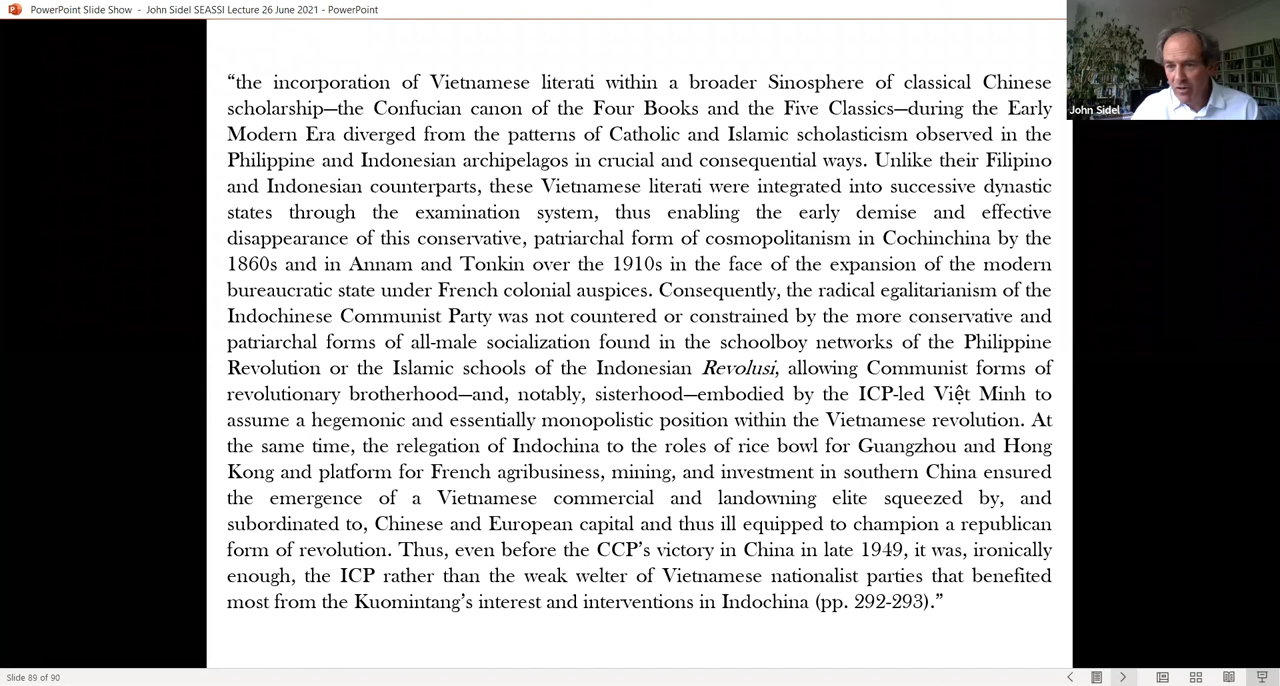 PowerPoint Slide Show - John Sidel SEASSI Lecture 26 June 2021 - PowerPoint
John Sidel
“the incorporation of Vietnamese literati within a broader Sinosphere of classical Chinese
scholarship—the Confucian canon of the Four Books and the Five Classics—during the Early
Modern Era diverged from the patterns of Catholic and Islamic scholasticism observed in the
Philippine and Indonesian archipelagos in crucial and consequential ways. Unlike their Filipino
and Indonesian counterparts, these Vietnamese literati were integrated into successive dynastic
states through the examination system, thus enabling the early demise and effective
disappearance of this conservative, patriarchal form of cosmopolitanism in Cochinchina by the
1860s and in Annam and Tonkin over the 1910s in the face of the expansion of the modern
bureaucratic state under French colonial auspices. Consequently, the radical egalitarianism of the
Indochinese Communist Party was not countered or constrained by the more conservative and
patriarchal forms of all-male socialization found in the schoolboy networks of the Philippine
Revolution or the Islamic schools of the Indonesian Revolusi, allowing Communist forms of
revolutionary brotherhood—and, notably, sisterhood—embodied by the ICP-led Việt Minh to
assume a hegemonic and essentially monopolistic position within the Vietnamese revolution. At
the same time, the relegation of Indochina to the roles of rice bowl for Guangzhou and Hong
Kong and platform for French agribusiness, mining, and investment in southern China ensured
the emergence of a Vietnamese commercial and landowning elite squeezed by, and
subordinated to, Chinese and European capital and thus ill equipped to champion a republican
form of revolution. Thus, even before the CCP’s victory in China in late 1949, it was, ironically
enough, the ICP rather than the weak welter of Vietnamese nationalist parties that benefited
most from the Kuomintang’s interest and interventions in Indochina (pp. 292-293).”
Slide 89 of 90